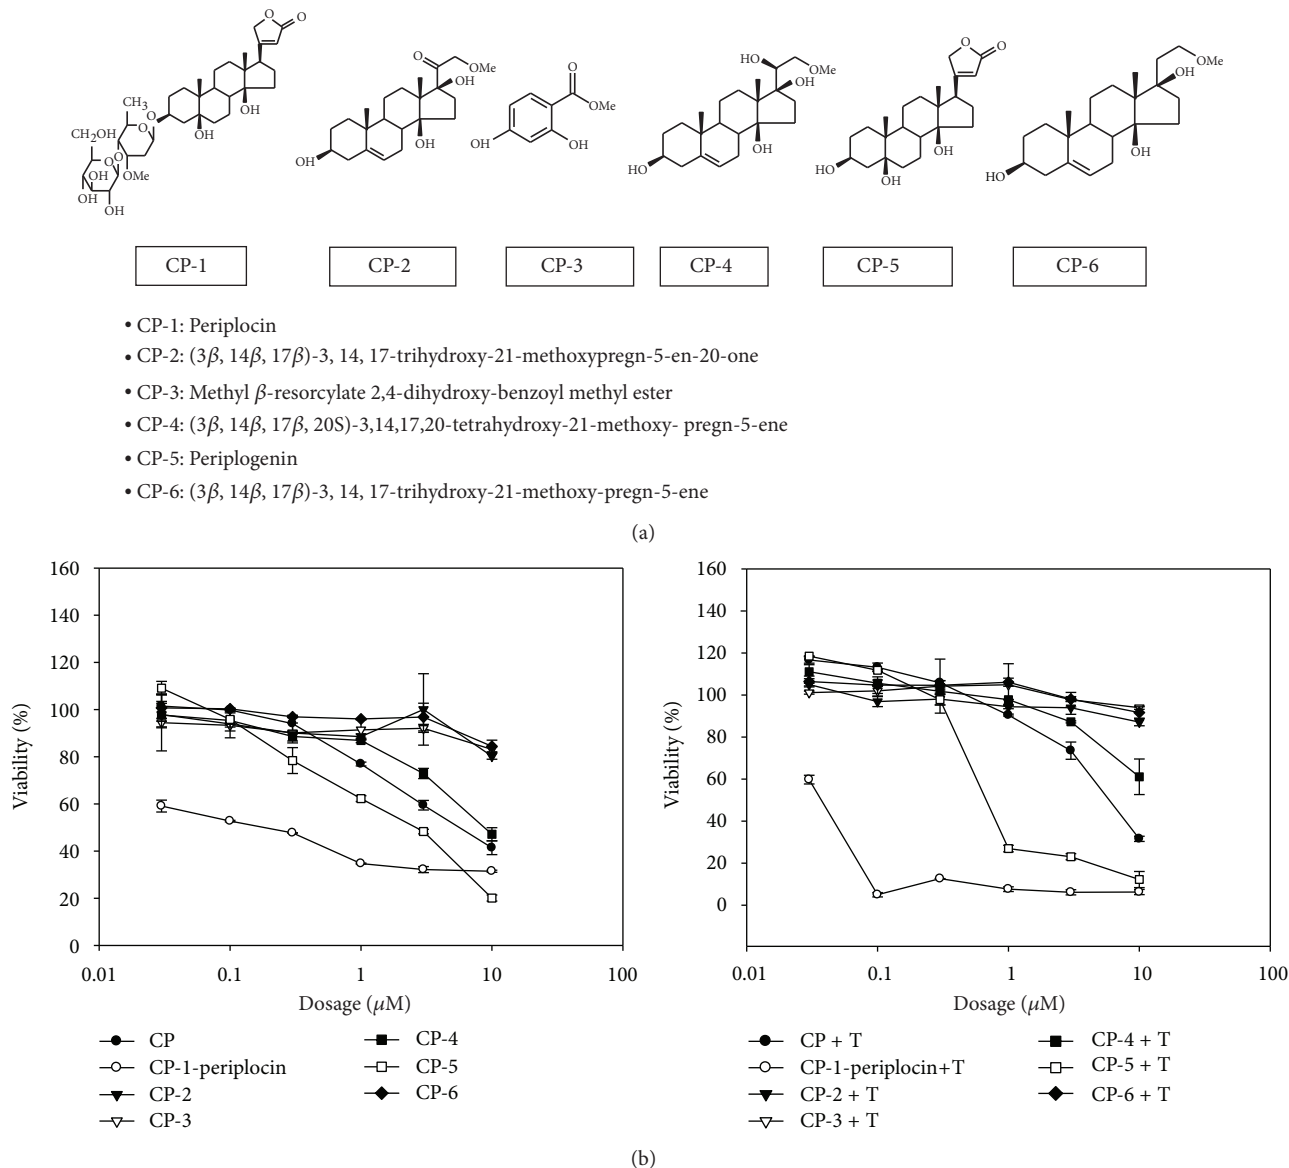 O
O
O
OMe
OH
OH
HO
O
OMe
OH
OH
HO
OMe
OH
OH
HO
O
O
OH
OH
HO
OMe
OH
OH
HO
CH3
O
O
OH
OH
C7OH
O
O
O
OMe
OH
HO
OH
OH
CP-1 CP-2 CP-3 CP-4 CP-5 CP-6
• CP-1: Periplocin
• CP-2: (3β, 14β, 17β)-3, 14, 17-trihydroxy-21-methoxypregn-5-en-20-one
• CP-3: Methyl β-resorcylate 2,4-dihydroxy-benzoyl methyl ester
• CP-4: (3β, 14β, 17β, 20S)-3,14,17,20-tetrahydroxy-21-methoxy- pregn-5-ene
• CP-5: Periplogenin
• CP-6: (3β, 14β, 17β)-3, 14, 17-trihydroxy-21-methoxy-pregn-5-ene
(a)
160
140
120
100
80
60
40
20
0
Viability (%)
0.01 0.1 1 10 100
Dosage (μM)
CP
CP-1-periplocin
CP-2
CP-3
CP-4
CP-5
CP-6
160
140
120
100
80
60
40
20
0
Viability (%)
0.01 0.1 1 10 100
Dosage (μM)
CP + T
CP-1-periplocin+T
CP-2 + T
CP-3 + T
CP-4 + T
CP-5 + T
CP-6 + T
(b)